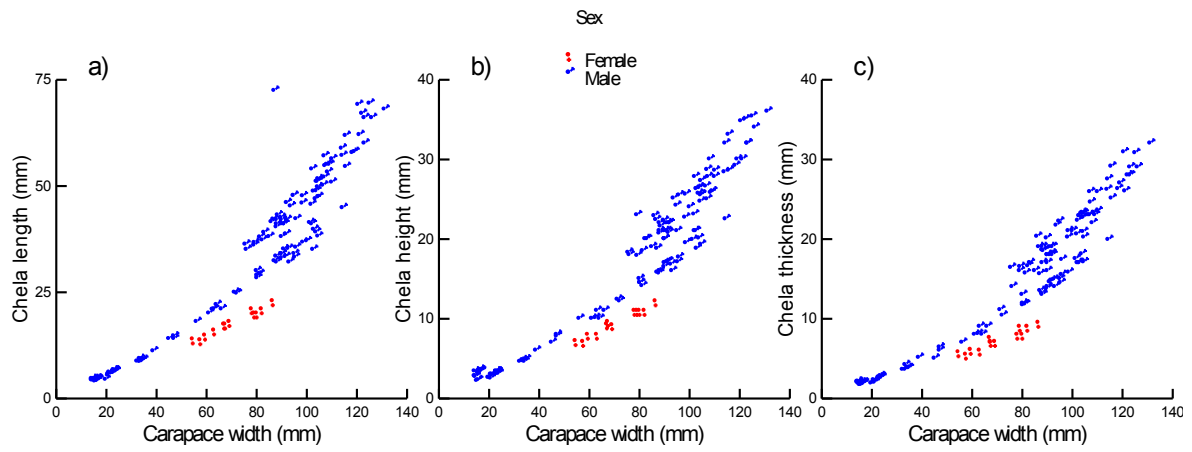 Sex
Female
Male
a)
75
50
25
0
Chela length (mm)
0 20 40 60 80 100 120 140
Carapace width (mm)
b)
40
30
20
10
0
Chela height (mm)
0 20 40 60 80 100 120 140
Carapace width (mm)
c)
40
30
20
10
0
Chela thickness (mm)
0 20 40 60 80 100 120 140
Carapace width (mm)